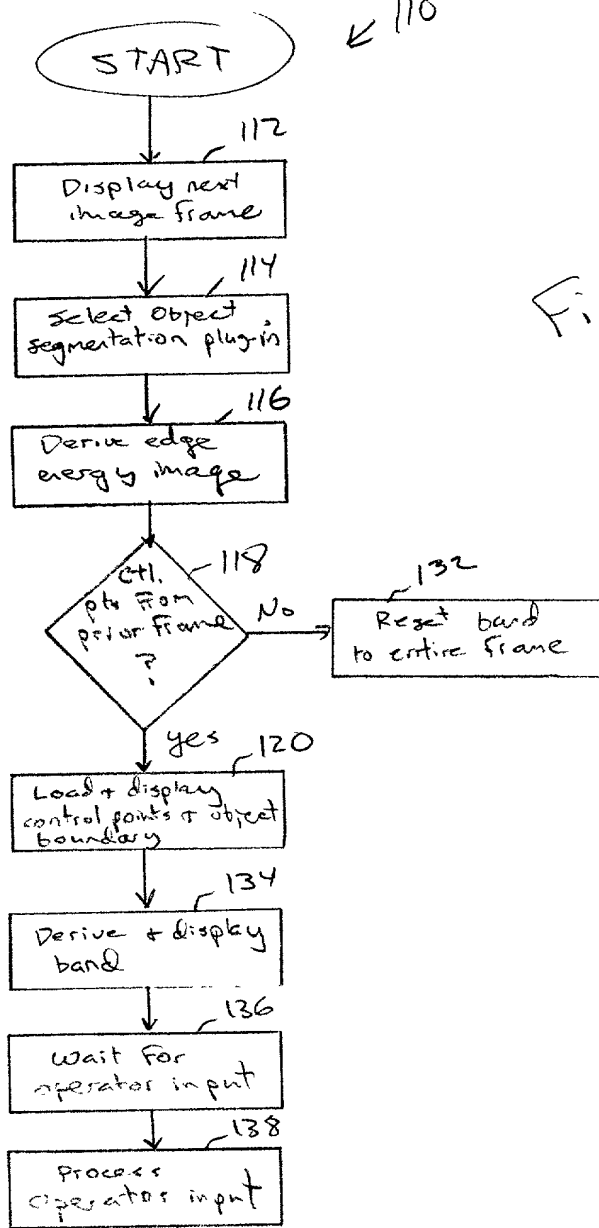 110
START
112
Display next
image frame
114
Select Object
segmentation plug-in
116
Derive edge
energy image
118
Ctl.
pts from
prior frame
?
No
132
Reset band
to entire frame
yes
120
Load + display
control points + object
boundary
134
Derive + display
band
136
wait for
operator input
138
Process
operator input
Fi